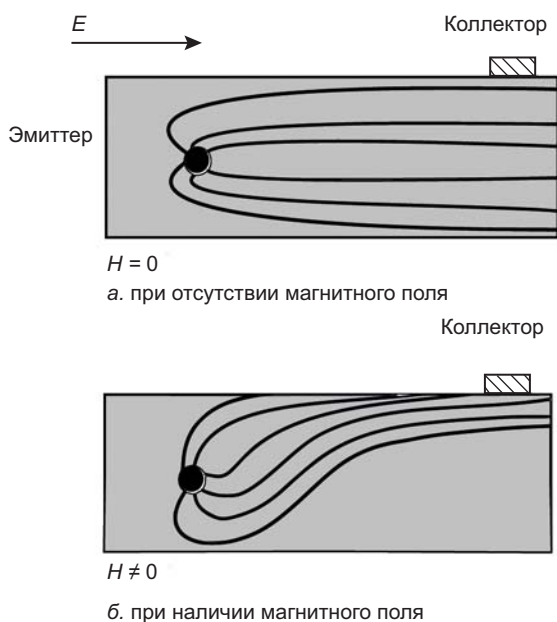 E
Коллектор
Эмиттер
H = 0
а. при отсутствии магнитного поля
Коллектор
H ≠ 0
б. при наличии магнитного поля